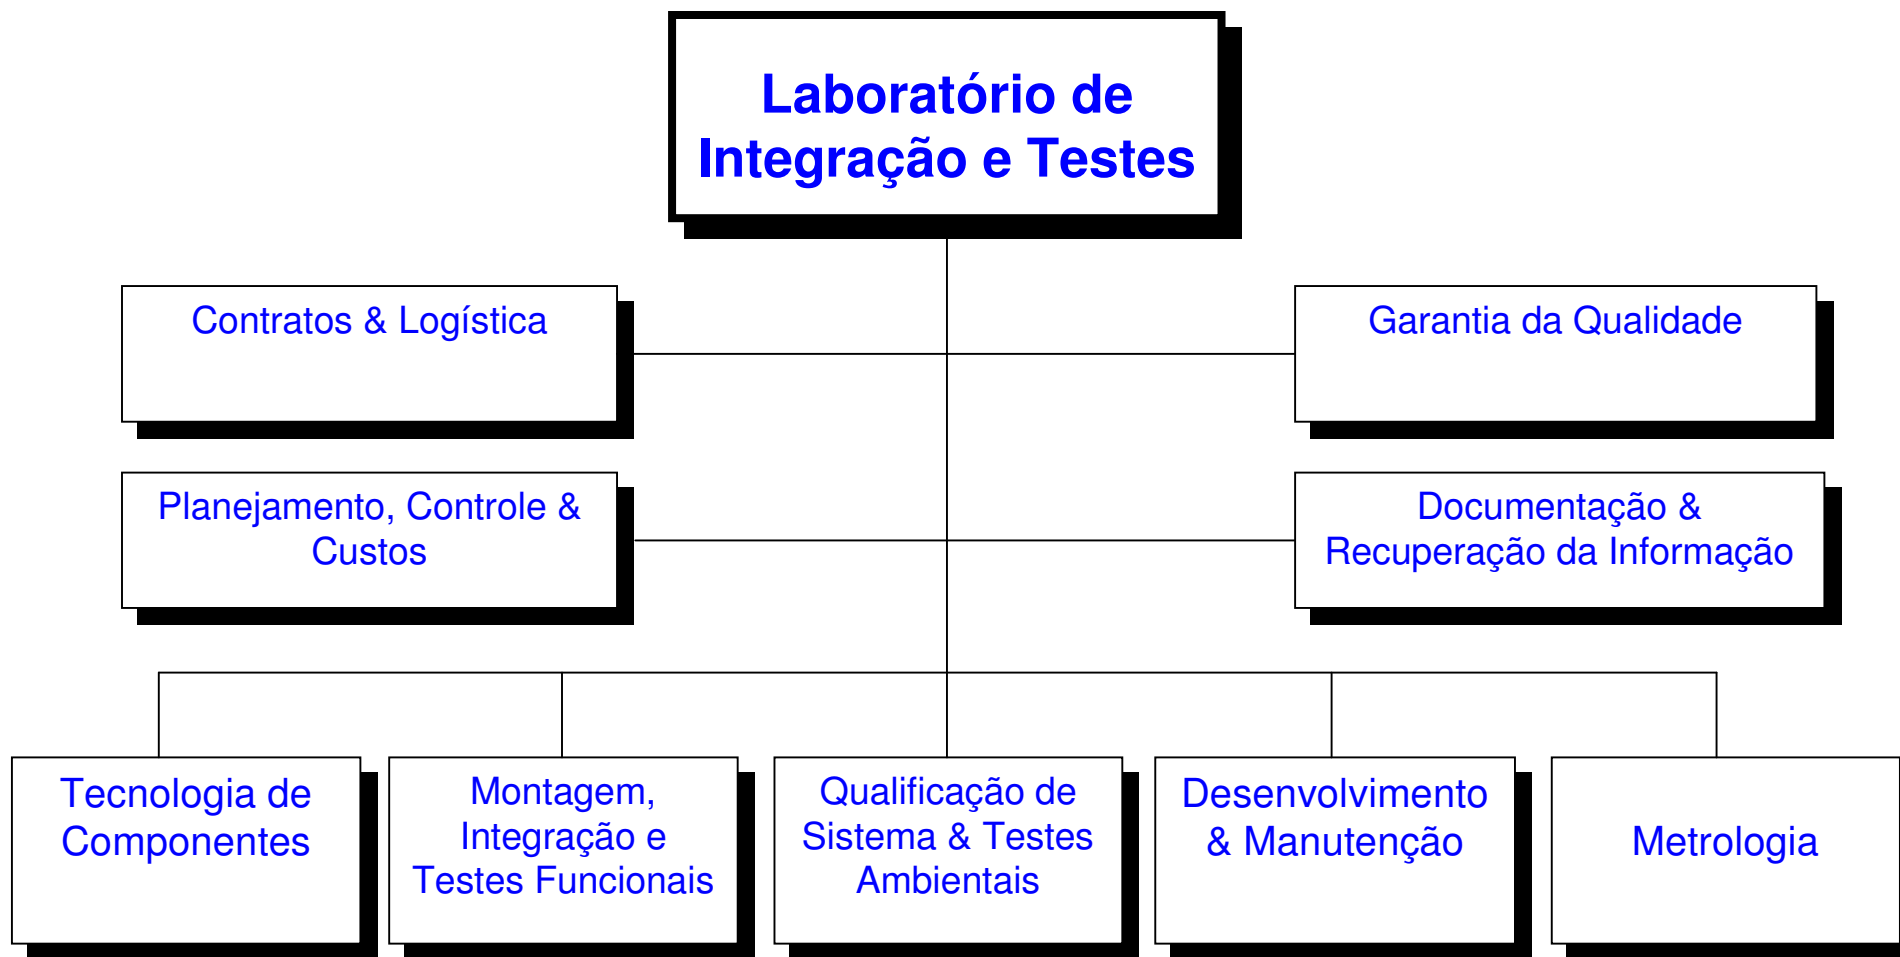 Laboratório de
Integração e Testes
Contratos & Logística
Garantia da Qualidade
Planejamento, Controle &
Custos
Documentação &
Recuperação da Informação
Tecnologia de
Componentes
Montagem,
Integração e
Testes Funcionais
Qualificação de
Sistema & Testes
Ambientais
Desenvolvimento
& Manutenção
Metrologia